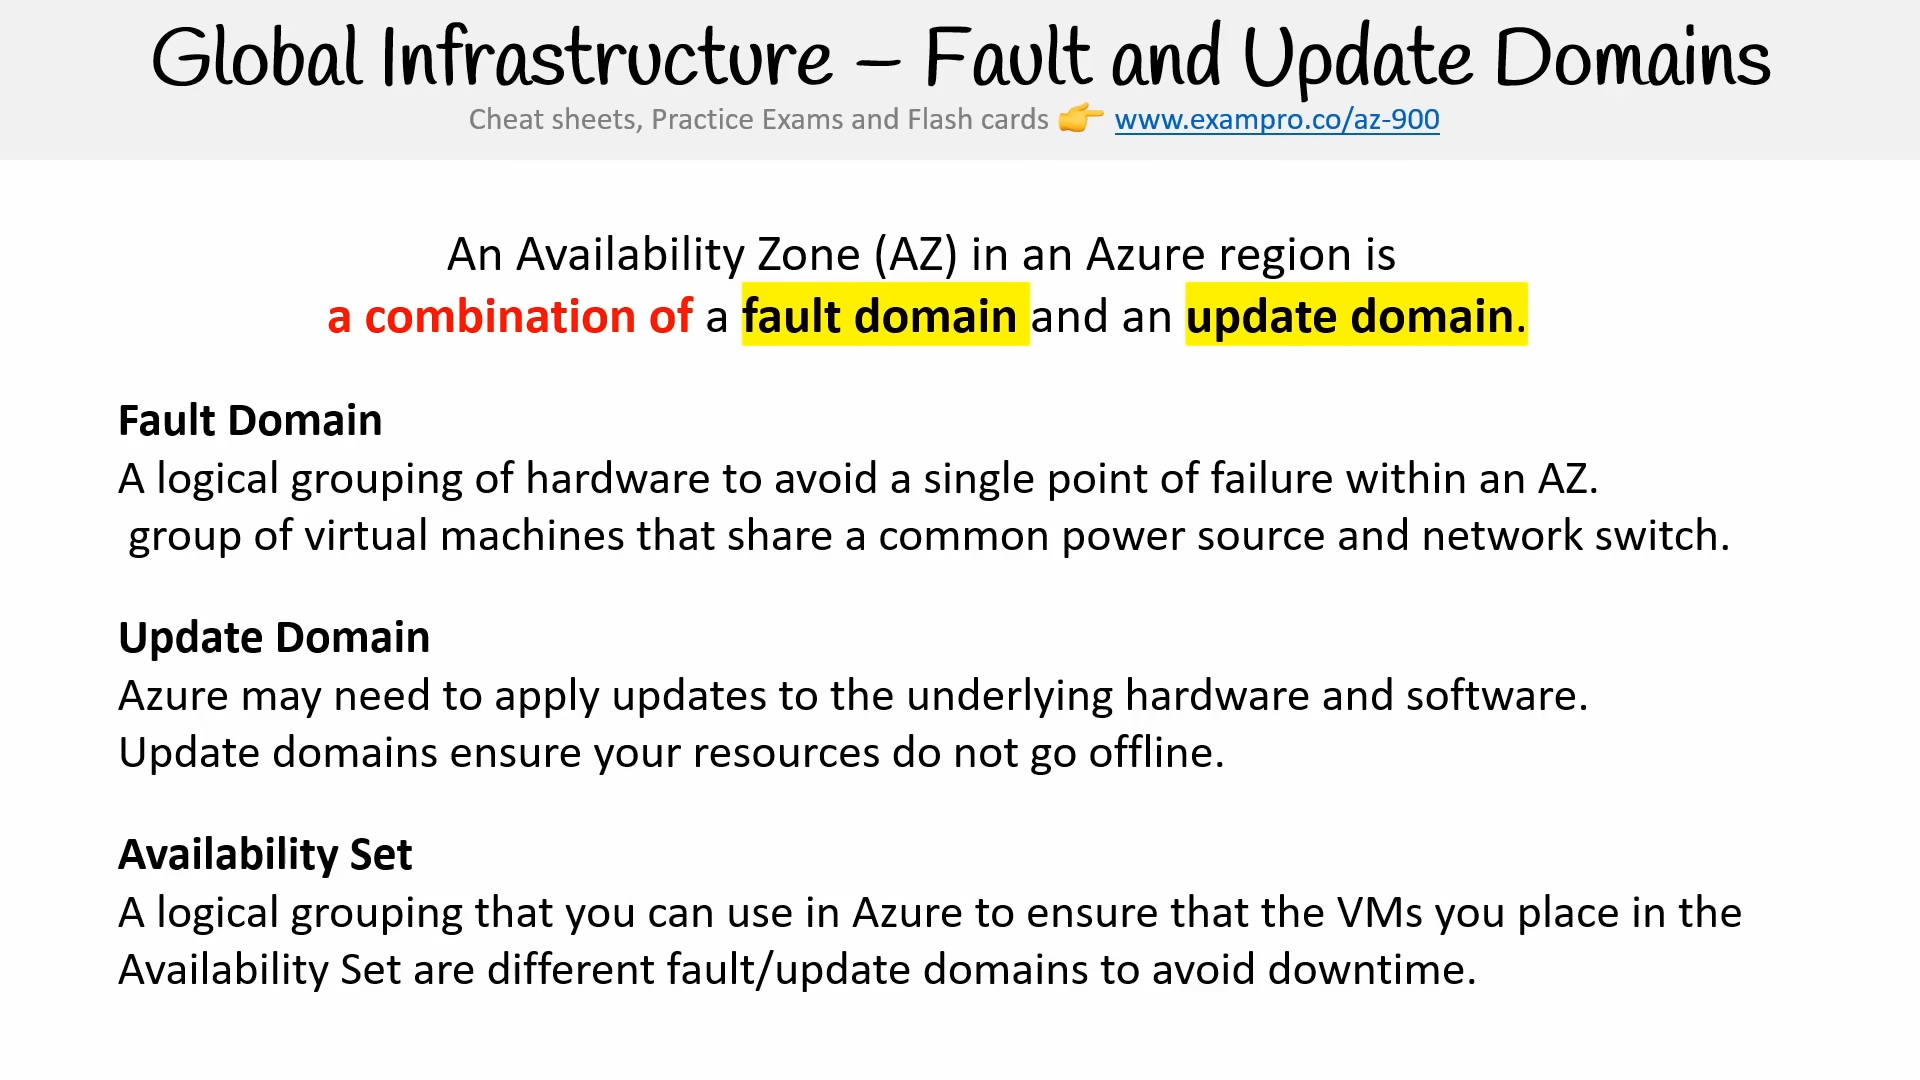 Global Infrastructure – Fault and Update Domains
Cheat sheets, Practice Exams and Flash cards 👉 www.exampro.co/az-900
An Availability Zone (AZ) in an Azure region is
a combination of a fault domain and an update domain.
Fault Domain
A logical grouping of hardware to avoid a single point of failure within an AZ.
group of virtual machines that share a common power source and network switch.
Update Domain
Azure may need to apply updates to the underlying hardware and software.
Update domains ensure your resources do not go offline.
Availability Set
A logical grouping that you can use in Azure to ensure that the VMs you place in the
Availability Set are different fault/update domains to avoid downtime.